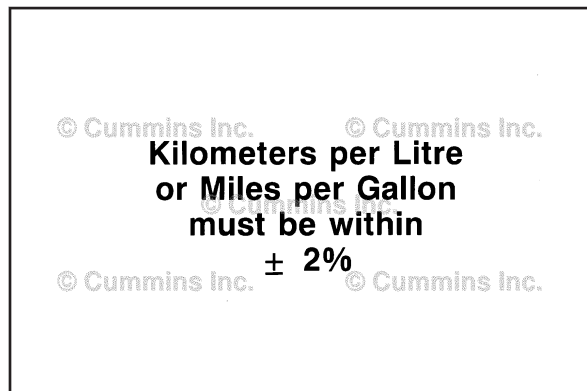 © Cummins Inc. © Cummins Inc.
Kilometers per Litre
or Miles per Gallon
© Cummins Inc.
must be within
± 2%
© Cummins Inc. © Cummins Inc.